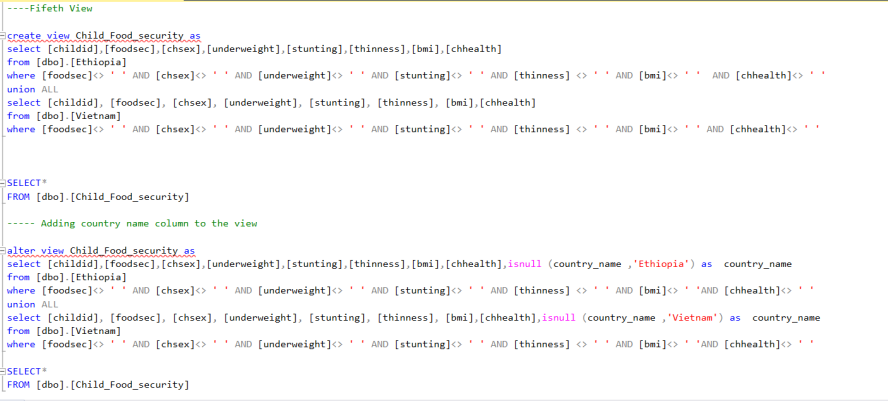 ----Fifeth View
create view Child_Food_security as
select [childid],[foodsec],[chsex],[underweight],[stunting],[thinness],[bmi],[chhealth]
from [dbo].[Ethiopia]
where [foodsec]<> ' ' AND [chsex]<> ' ' AND [underweight]<> ' ' AND [stunting]<> ' ' AND [thinness] <> ' ' AND [bmi]<> ' '  AND [chhealth]<> ' '
union ALL
select [childid], [foodsec], [chsex], [underweight], [stunting], [thinness], [bmi],[chhealth]
from [dbo].[Vietnam]
where [foodsec]<> ' ' AND [chsex]<> ' ' AND [underweight]<> ' ' AND [stunting]<> ' ' AND [thinness] <> ' ' AND [bmi]<> ' ' AND [chhealth]<> ' '
SELECT*
FROM [dbo].[Child_Food_security]
----- Adding country name column to the view
alter view Child_Food_security as
select [childid],[foodsec],[chsex],[underweight],[stunting],[thinness],[bmi],[chhealth],isnull (country_name ,'Ethiopia') as  country_name
from [dbo].[Ethiopia]
where [foodsec]<> ' ' AND [chsex]<> ' ' AND [underweight]<> ' ' AND [stunting]<> ' ' AND [thinness] <> ' ' AND [bmi]<> ' 'AND [chhealth]<> ' '
union ALL
select [childid], [foodsec], [chsex], [underweight], [stunting], [thinness], [bmi],[chhealth],isnull (country_name ,'Vietnam') as  country_name
from [dbo].[Vietnam]
where [foodsec]<> ' ' AND [chsex]<> ' ' AND [underweight]<> ' ' AND [stunting]<> ' ' AND [thinness] <> ' ' AND [bmi]<> ' 'AND [chhealth]<> ' '
SELECT*
FROM [dbo].[Child_Food_security]